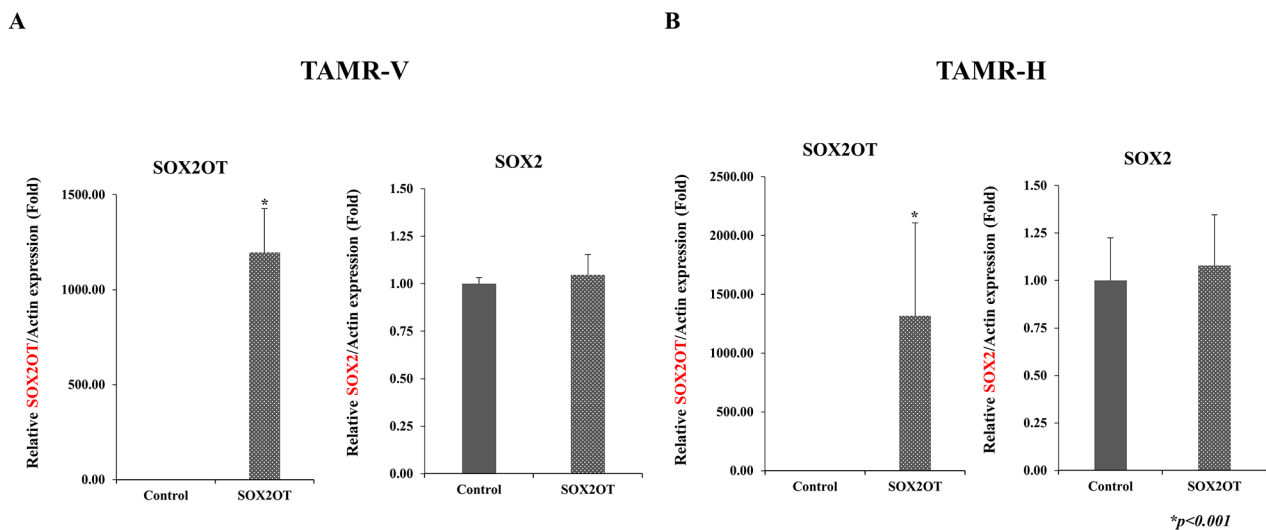 A
TAMR-V
SOX2OT
Relative SOX2OT/Actin expression (Fold)
1500.00
1000.00
500.00
0.00
*
Control
SOX2OT
SOX2
Relative SOX2/Actin expression (Fold)
1.50
1.25
1.00
0.75
0.50
0.25
0.00
Control
SOX2OT
B
TAMR-H
SOX2OT
Relative SOX2OT/Actin expression (Fold)
2500.00
2000.00
1500.00
1000.00
500.00
0.00
*
Control
SOX2OT
SOX2
Relative SOX2/Actin expression (Fold)
1.50
1.25
1.00
0.75
0.50
0.25
0.00
Control
SOX2OT
*p<0.001